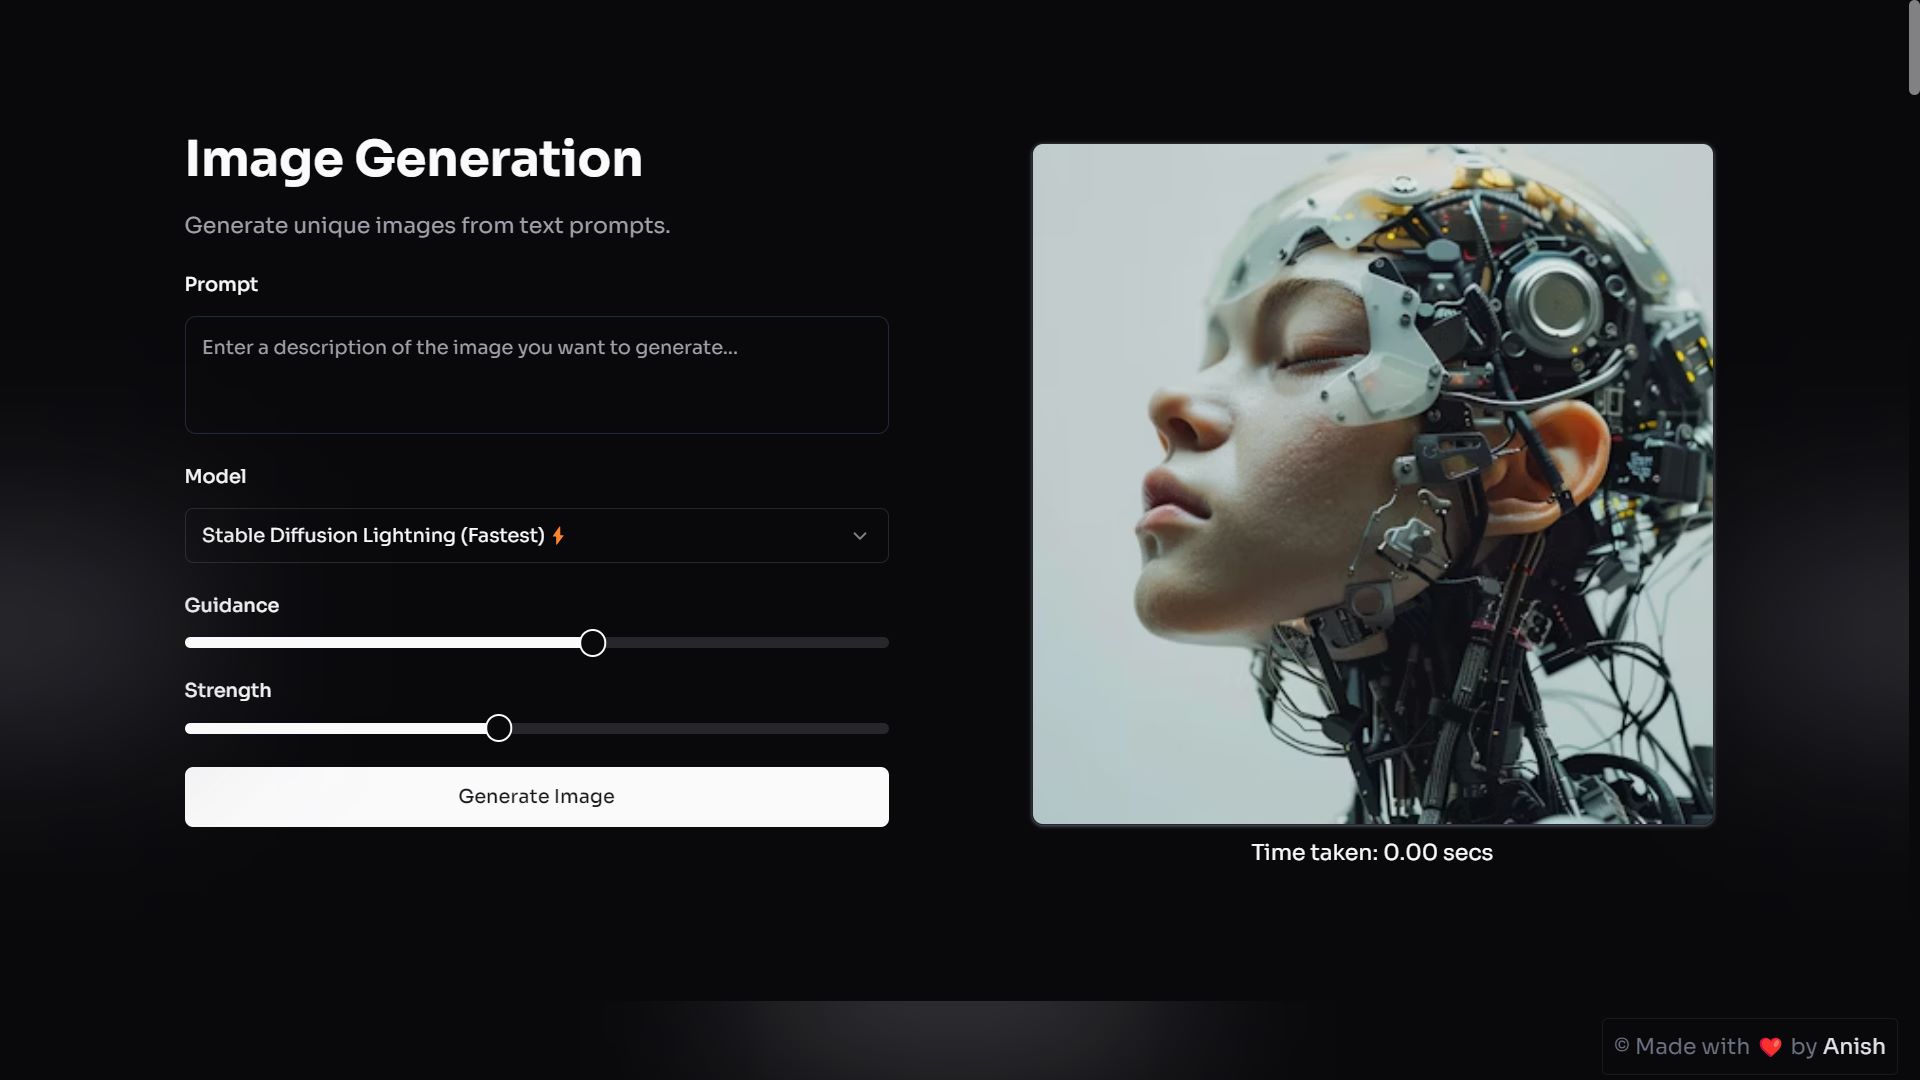 Image Generation
Generate unique images from text prompts.
Prompt
Enter a description of the image you want to generate...
Model
Stable Diffusion Lightning (Fastest)⚡
Guidance
Strength
Generate Image
Time taken: 0.00 secs
© Made with ❤️ by Anish